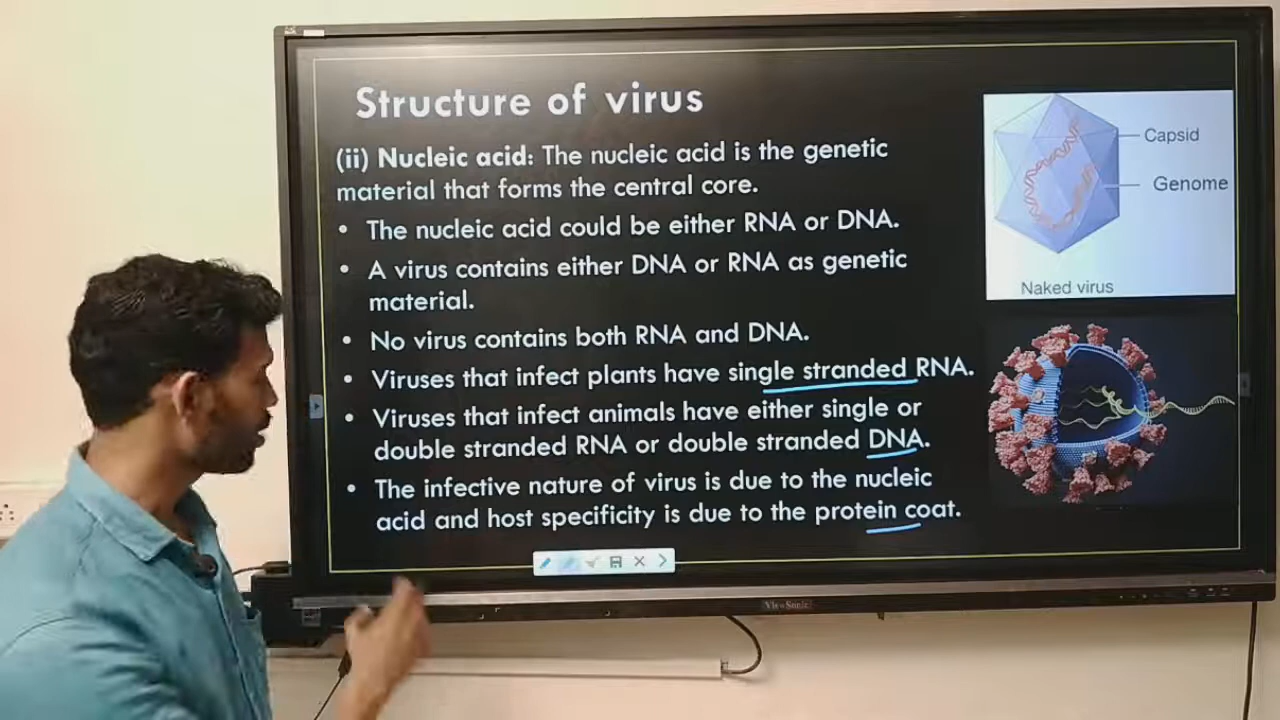 Structure of virus
(ii) Nucleic acid: The nucleic acid is the genetic
material that forms the central core.
• The nucleic acid could be either RNA or DNA.
• A virus contains either DNA or RNA as genetic
material.
• No virus contains both RNA and DNA.
• Viruses that infect plants have single stranded RNA.
• Viruses that infect animals have either single or
double stranded RNA or double stranded DNA.
• The infective nature of virus is due to the nucleic
acid and host specificity is due to the protein coat.
Capsid
Genome
Naked virus
ViewSonic